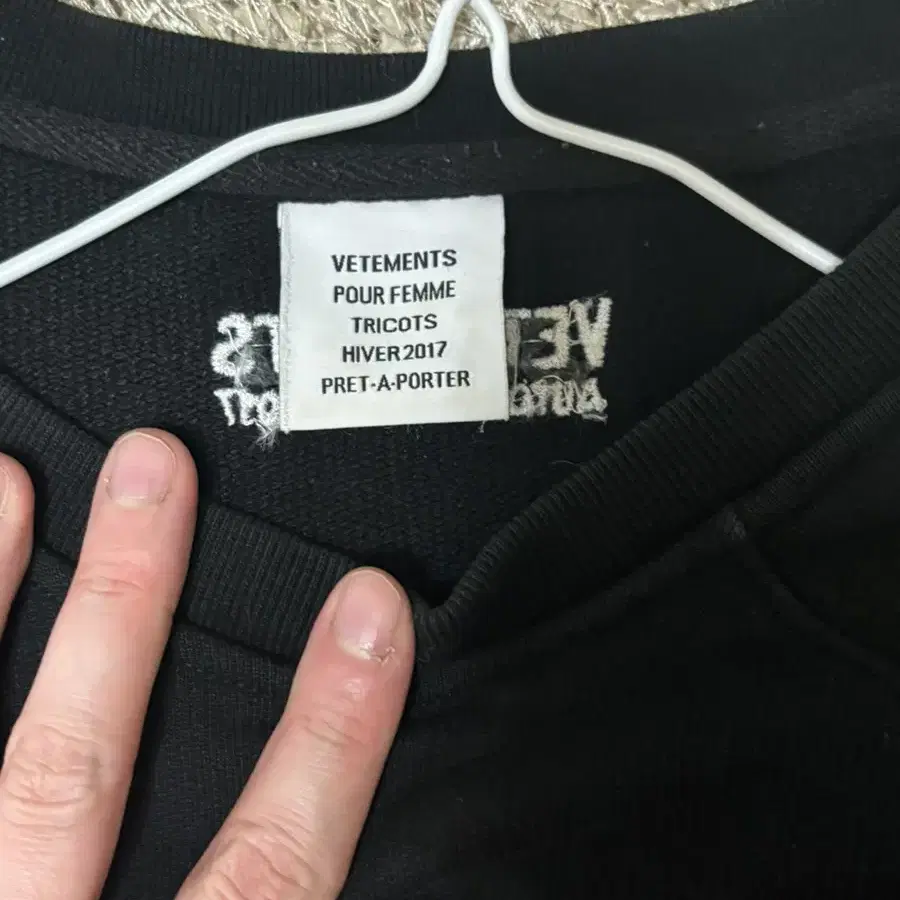 VETEMENTS
POUR FEMME
TRICOTS
HIVER 2017
PRET-A-PORTER